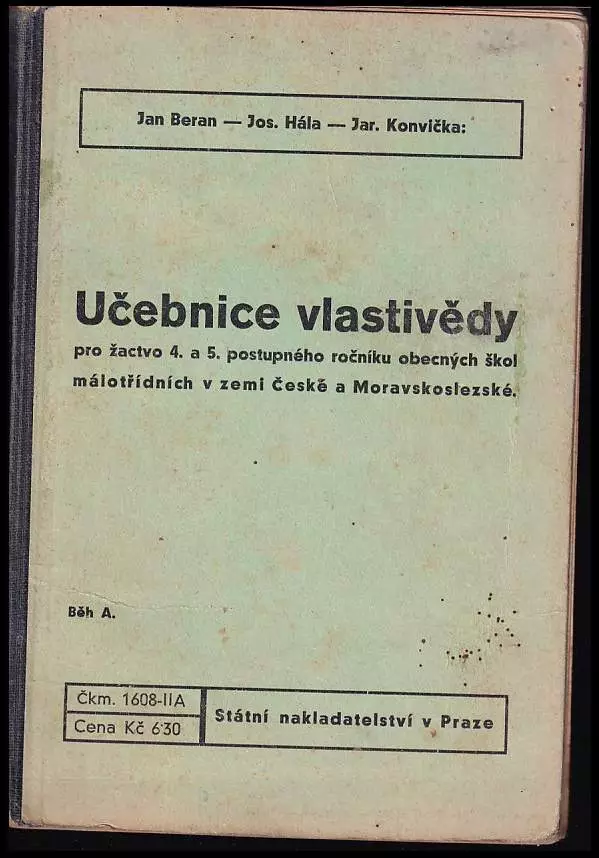 Jan Beran — Jos. Hála — Jar. Konvička:
Učebnice vlastivědy
pro žactvo 4. a 5. postupného ročníku obecných škol
málotřídních v zemi České a Moravskoslezské.
Běh A.
Čkm. 1608-IIA
Cena Kč 6·30
Státní nakladatelství v Praze